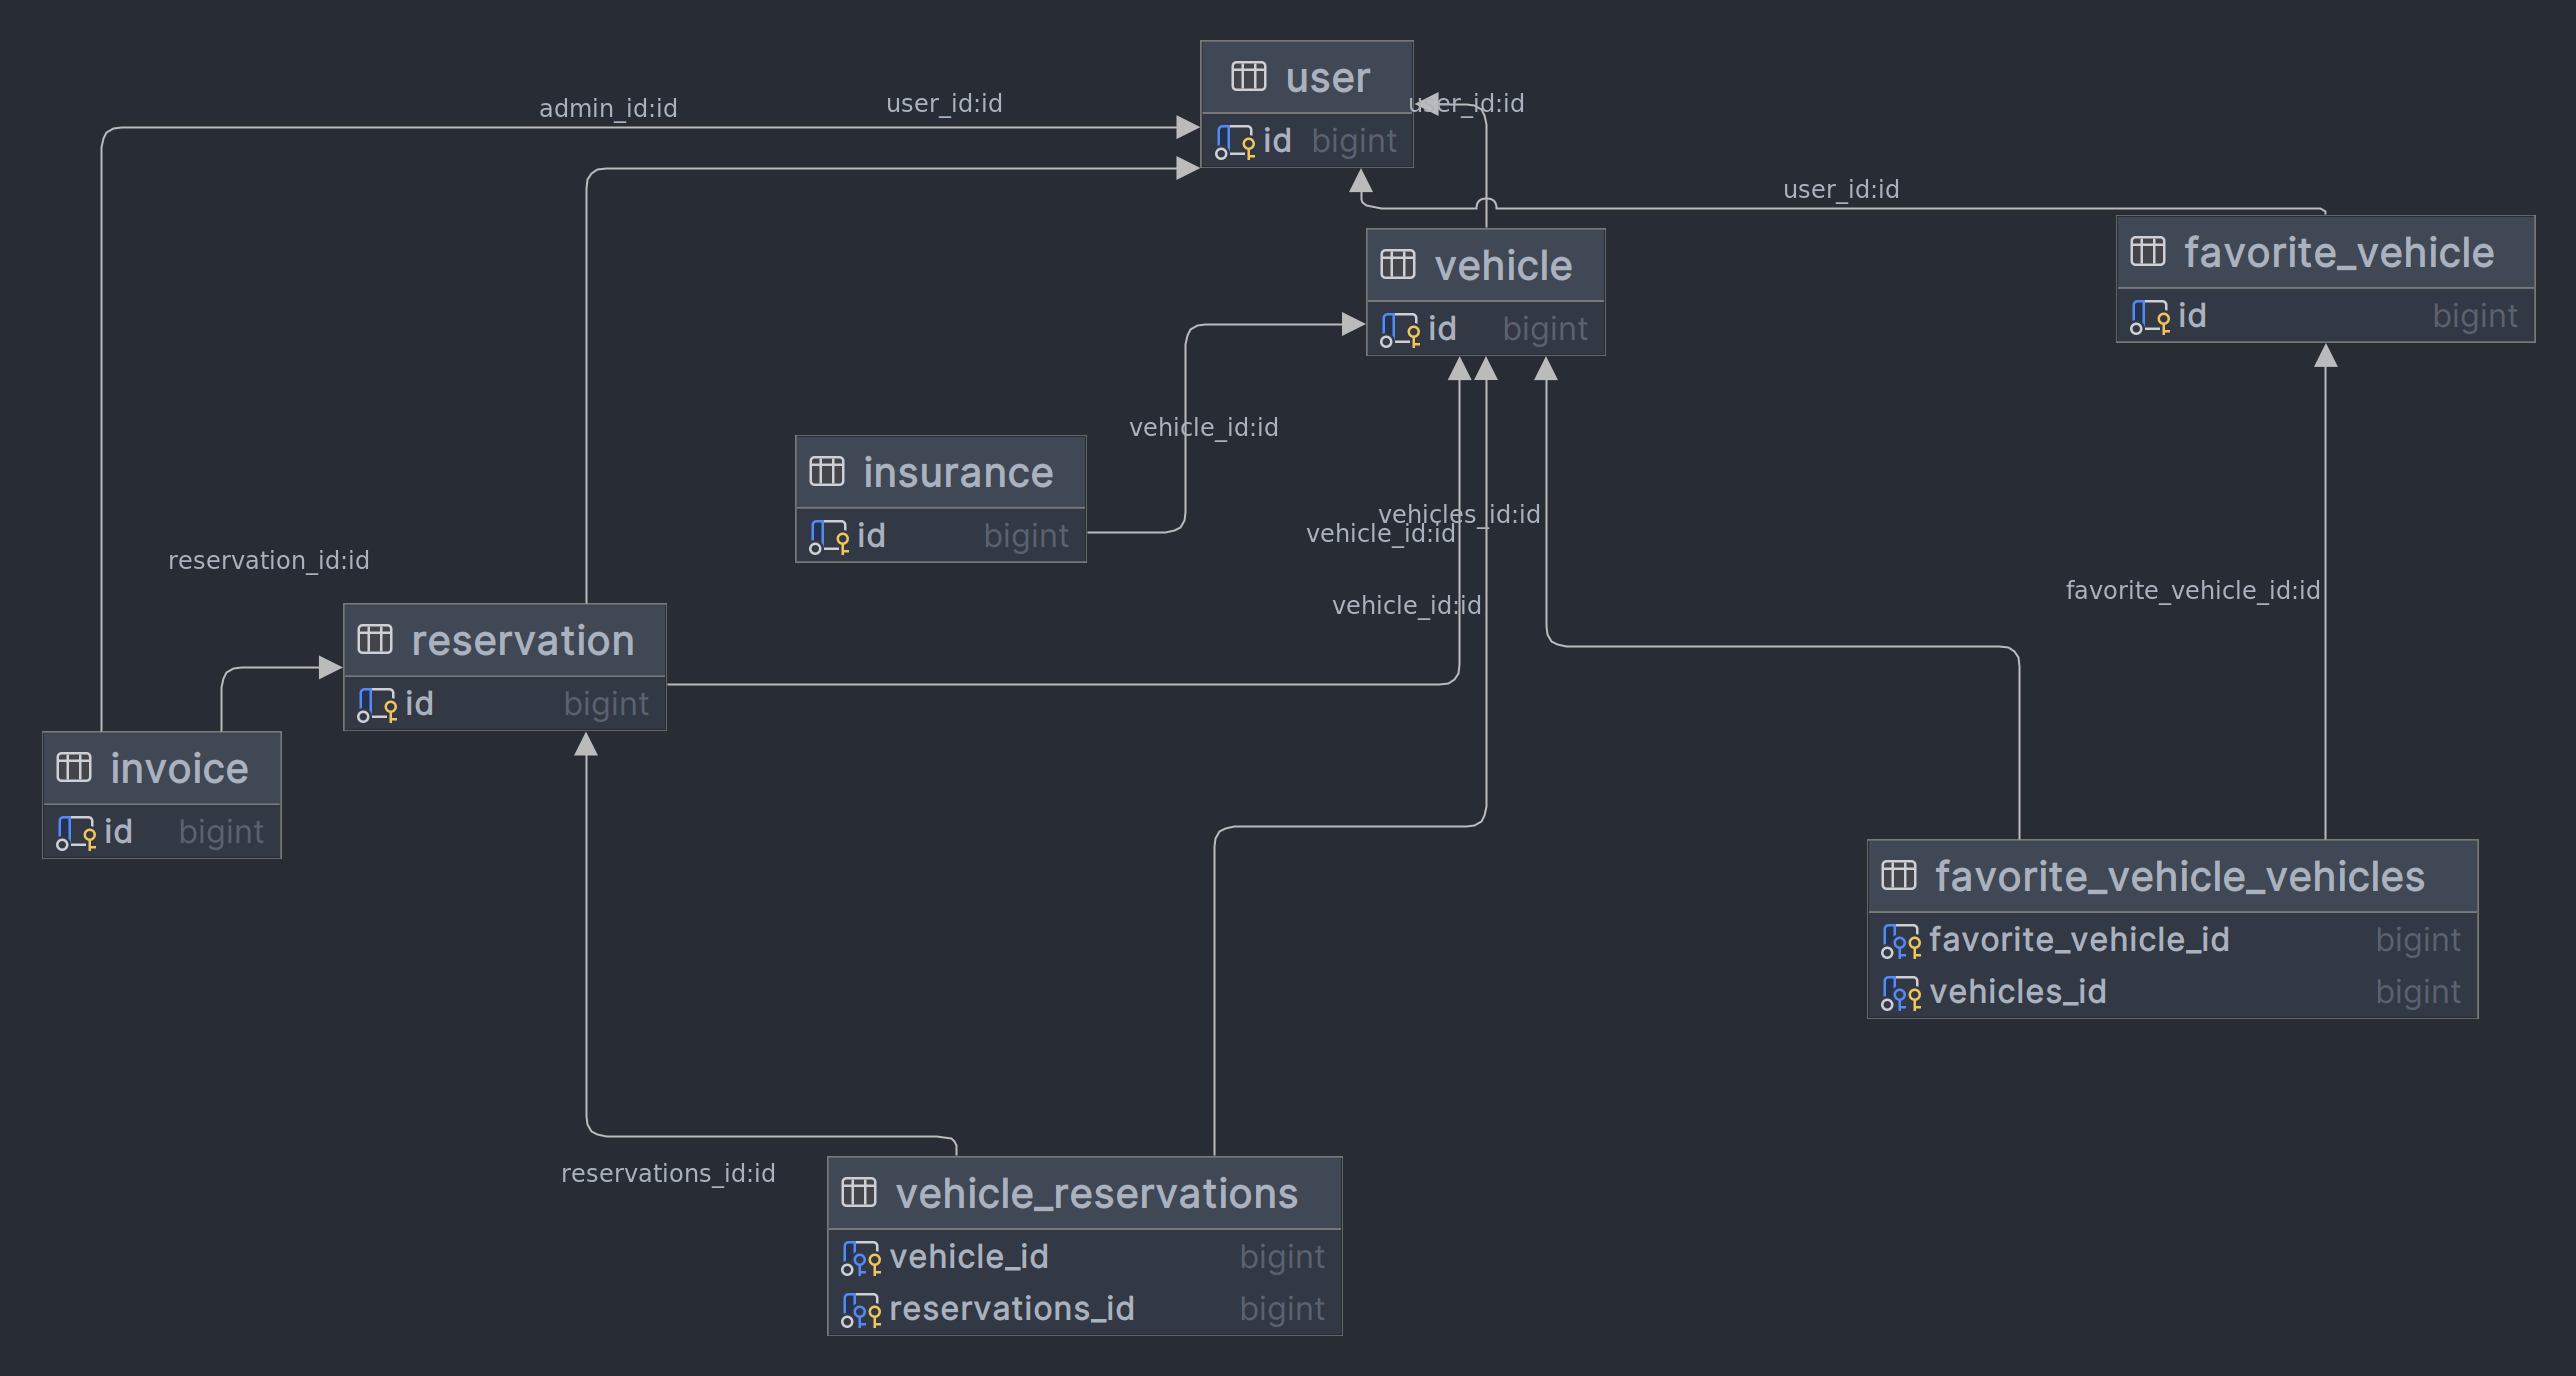 user
id bigint
admin_id:id
user_id:id
user_id:id
user_id:id
vehicle
id bigint
favorite_vehicle
id bigint
vehicle_id:id
insurance
id bigint
vehicles_id:id
vehicle_id:id
reservation_id:id
favorite_vehicle_id:id
vehicle_id:id
reservation
id bigint
invoice
id bigint
favorite_vehicle_vehicles
favorite_vehicle_id bigint
vehicles_id bigint
reservations_id:id
vehicle_reservations
vehicle_id bigint
reservations_id bigint